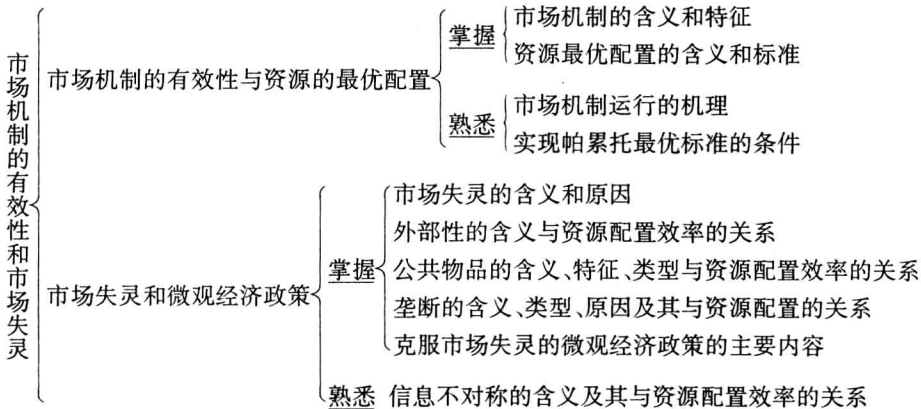 市场机制的有效性和市场失灵
市场机制的有效性与资源的最优配置
掌握
市场机制的含义和特征
资源最优配置的含义和标准
熟悉
市场机制运行的机理
实现帕累托最优标准的条件
市场失灵和微观经济政策
掌握
市场失灵的含义和原因
外部性的含义与资源配置效率的关系
公共物品的含义、特征、类型与资源配置效率的关系
垄断的含义、类型、原因及其与资源配置的关系
克服市场失灵的微观经济政策的主要内容
熟悉 信息不对称的含义及其与资源配置效率的关系